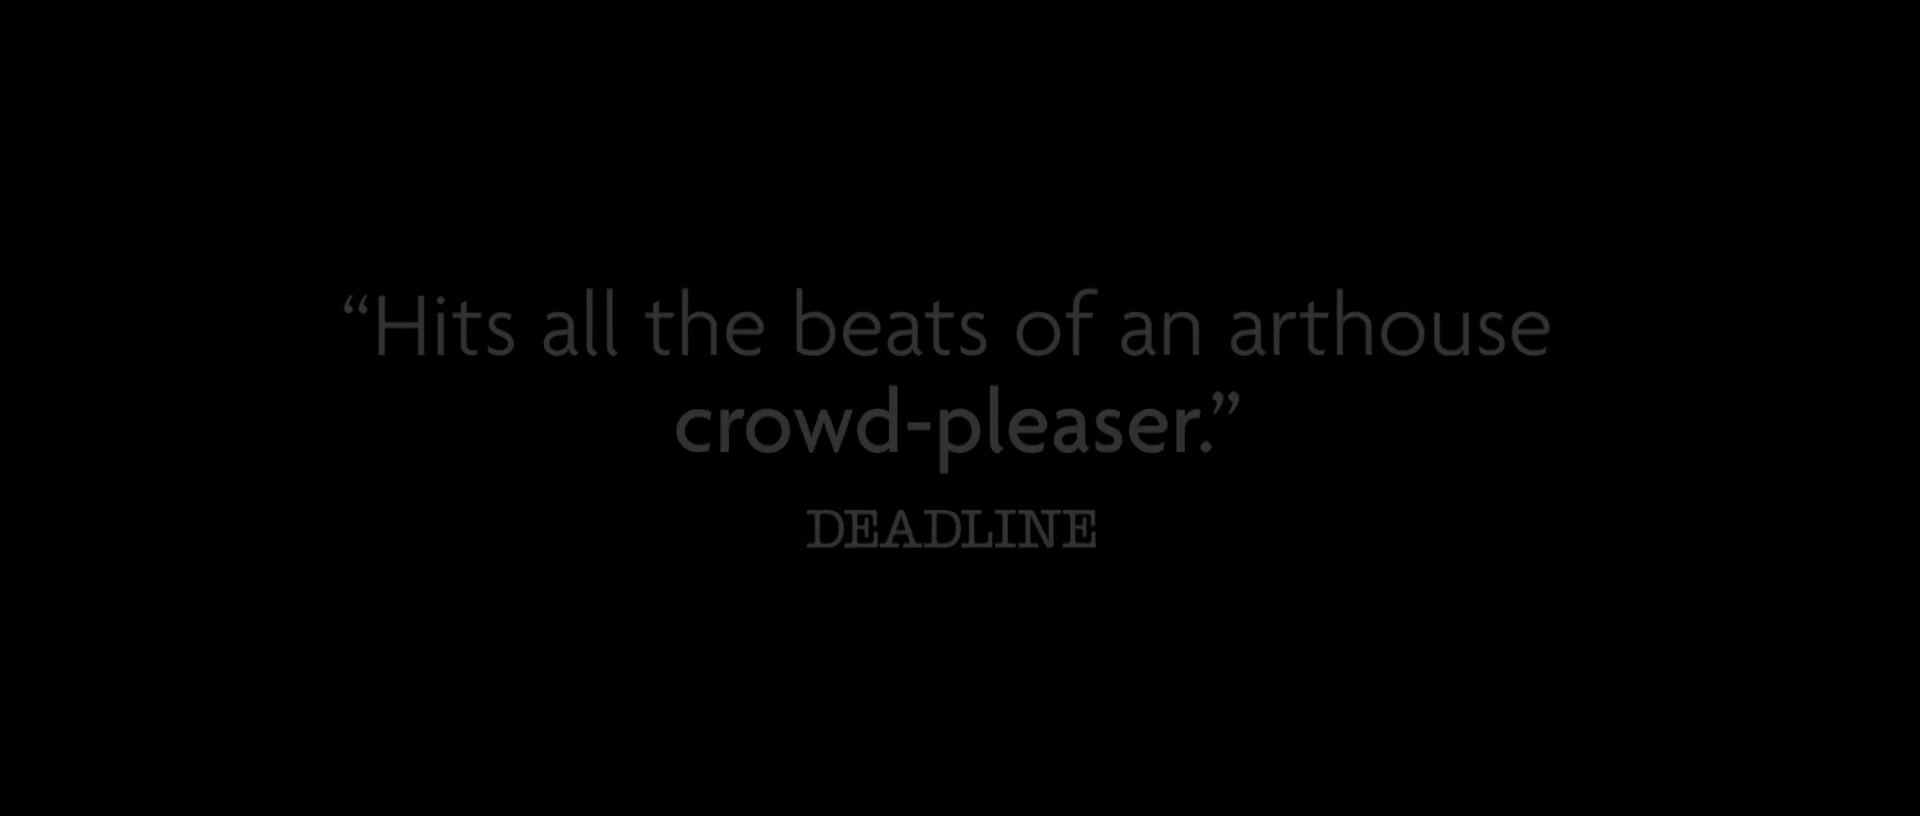 “Hits all the beats of an arthouse
crowd-pleaser.”
DEADLINE